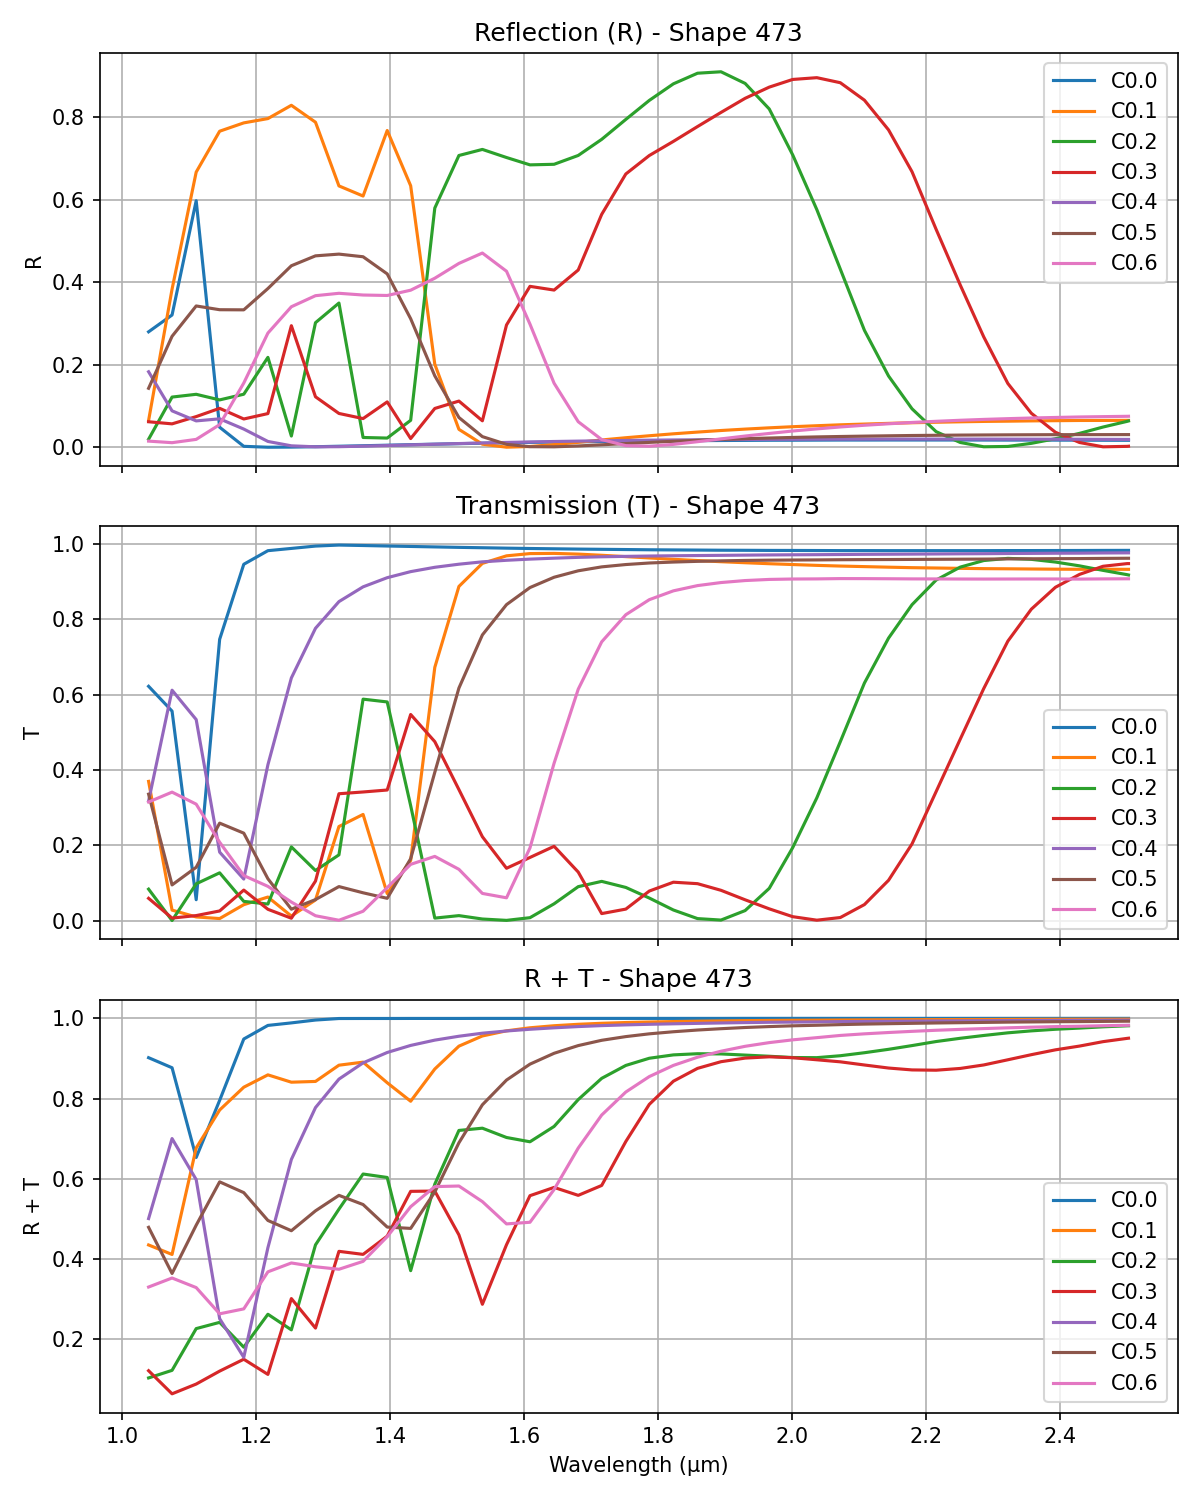 Reflection (R) - Shape 473
R
0.8
0.6
0.4
0.2
0.0
C0.0
C0.1
C0.2
C0.3
C0.4
C0.5
C0.6
Transmission (T) - Shape 473
T
1.0
0.8
0.6
0.4
0.2
0.0
C0.0
C0.1
C0.2
C0.3
C0.4
C0.5
C0.6
R + T - Shape 473
R + T
1.0
0.8
0.6
0.4
0.2
C0.0
C0.1
C0.2
C0.3
C0.4
C0.5
C0.6
1.0 1.2 1.4 1.6 1.8 2.0 2.2 2.4
Wavelength (μm)